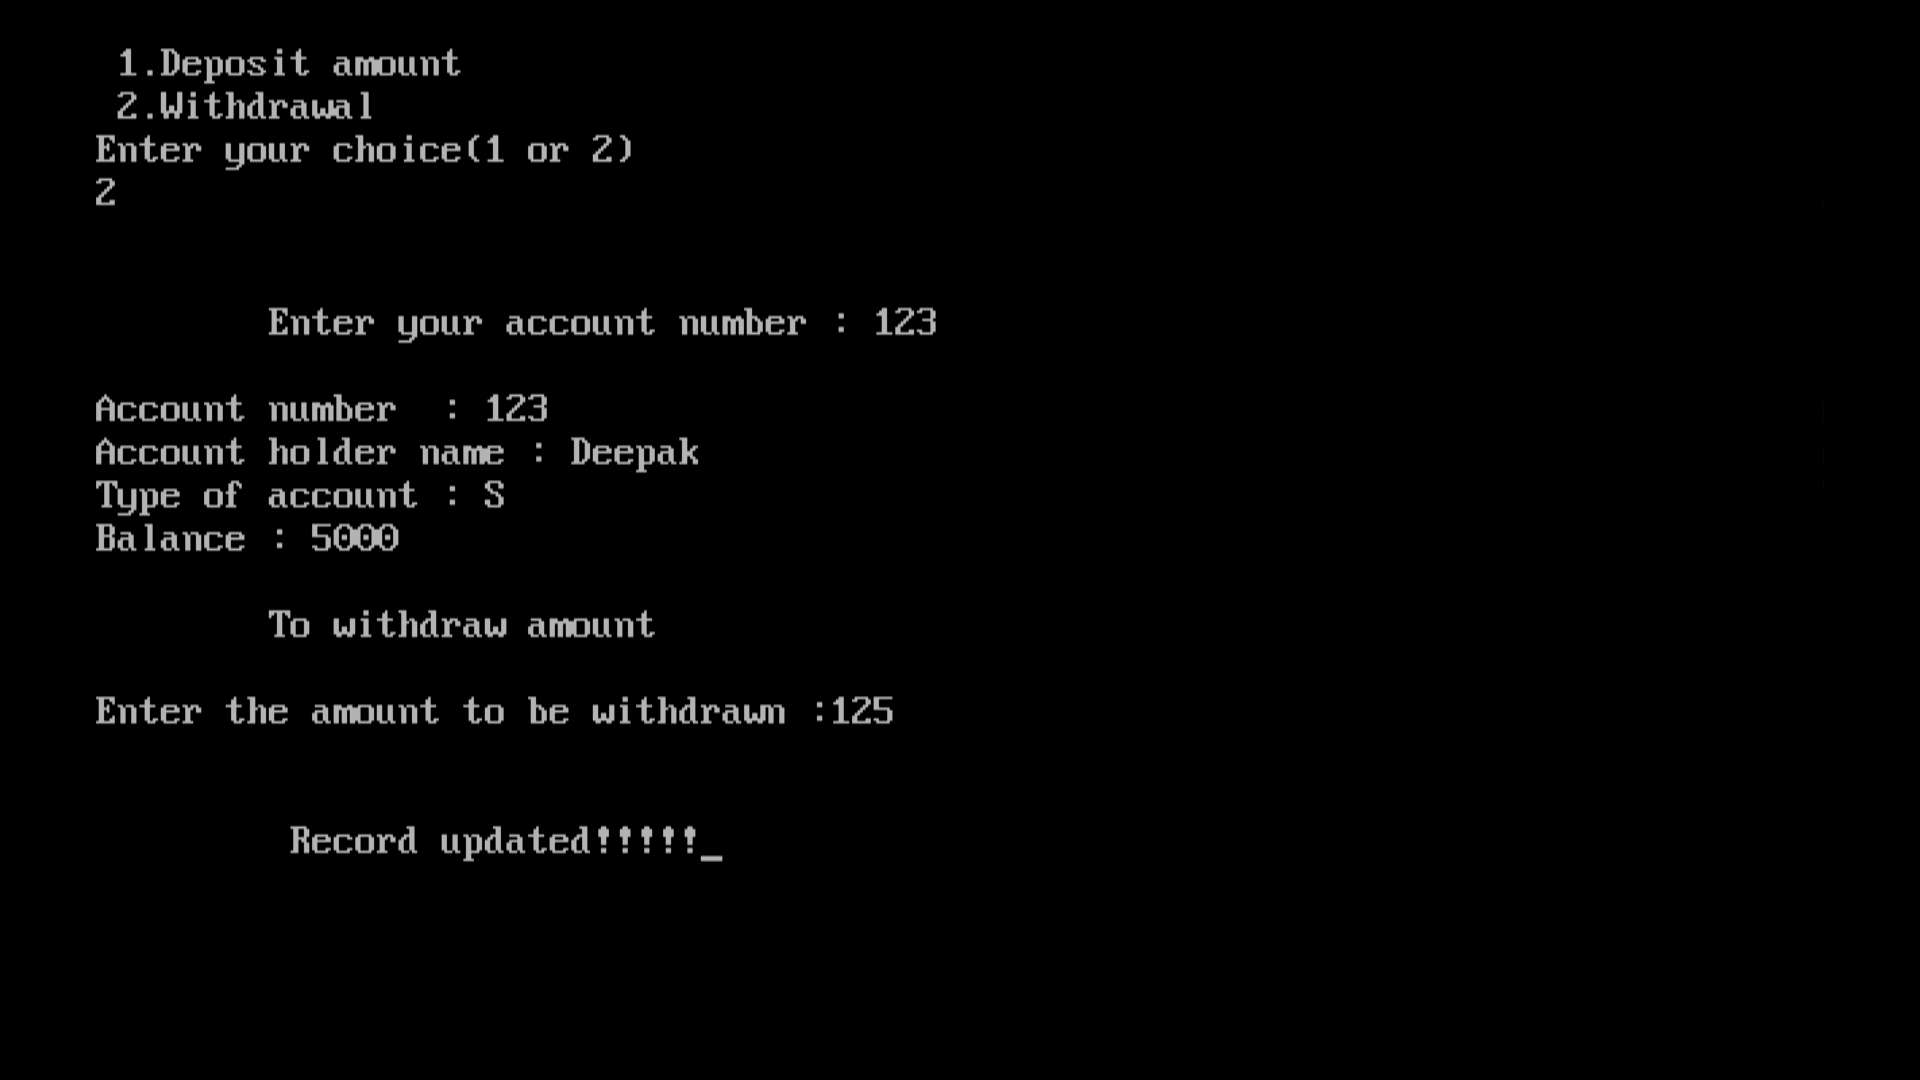 1.Deposit amount
2.Withdrawal
Enter your choice(1 or 2)
2
Enter your account number : 123
Account number  : 123
Account holder name : Deepak
Type of account : S
Balance : 5000
To withdraw amount
Enter the amount to be withdrawn :125
Record updated!!!!!_